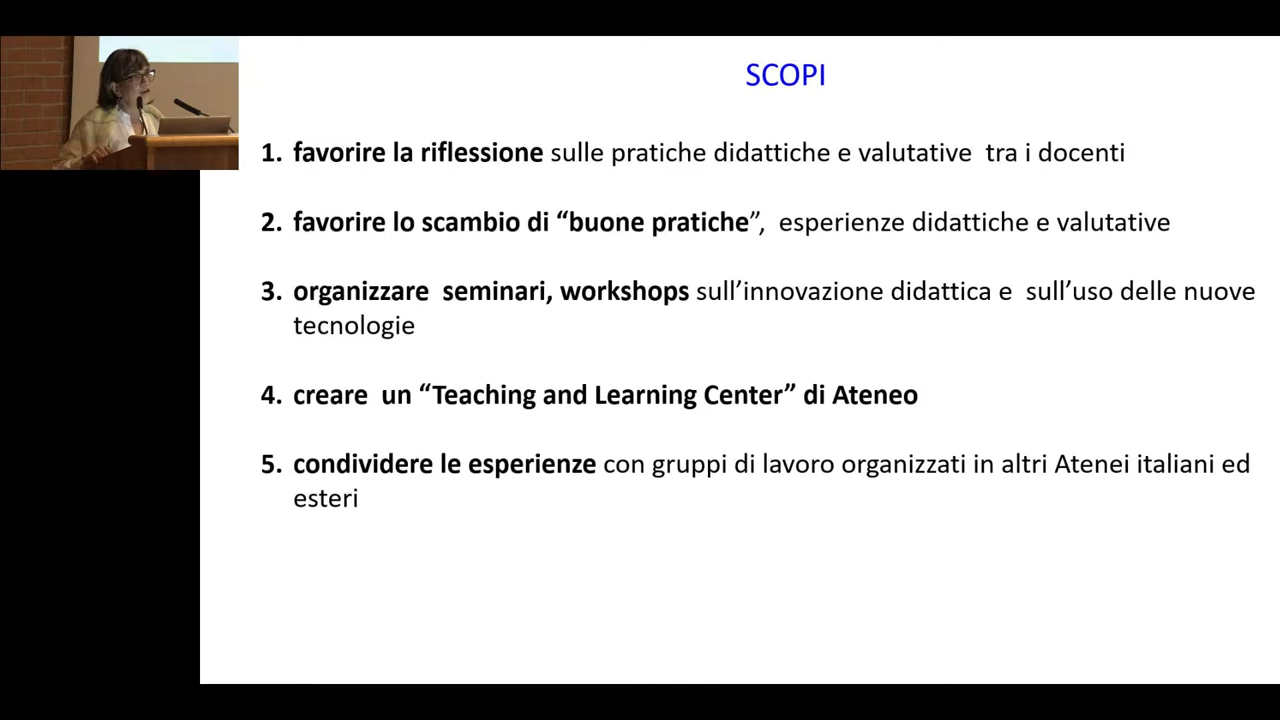 SCOPI
1. favorire la riflessione sulle pratiche didattiche e valutative tra i docenti
2. favorire lo scambio di “buone pratiche”, esperienze didattiche e valutative
3. organizzare seminari, workshops sull’innovazione didattica e sull’uso delle nuove
tecnologie
4. creare un “Teaching and Learning Center” di Ateneo
5. condividere le esperienze con gruppi di lavoro organizzati in altri Atenei italiani ed
esteri